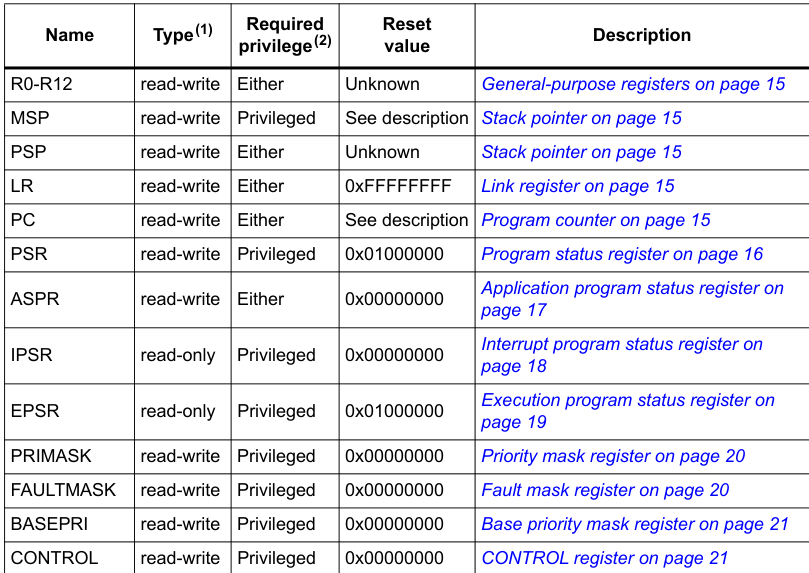 Name Type(1) Required privilege(2) Reset value Description
R0-R12 read-write Either Unknown General-purpose registers on page 15
MSP read-write Privileged See description Stack pointer on page 15
PSP read-write Either Unknown Stack pointer on page 15
LR read-write Either 0xFFFFFFFF Link register on page 15
PC read-write Either See description Program counter on page 15
PSR read-write Privileged 0x01000000 Program status register on page 16
ASPR read-write Either 0x00000000 Application program status register on
page 17
IPSR read-only Privileged 0x00000000 Interrupt program status register on
page 18
EPSR read-only Privileged 0x01000000 Execution program status register on
page 19
PRIMASK read-write Privileged 0x00000000 Priority mask register on page 20
FAULTMASK read-write Privileged 0x00000000 Fault mask register on page 20
BASEPRI read-write Privileged 0x00000000 Base priority mask register on page 21
CONTROL read-write Privileged 0x00000000 CONTROL register on page 21